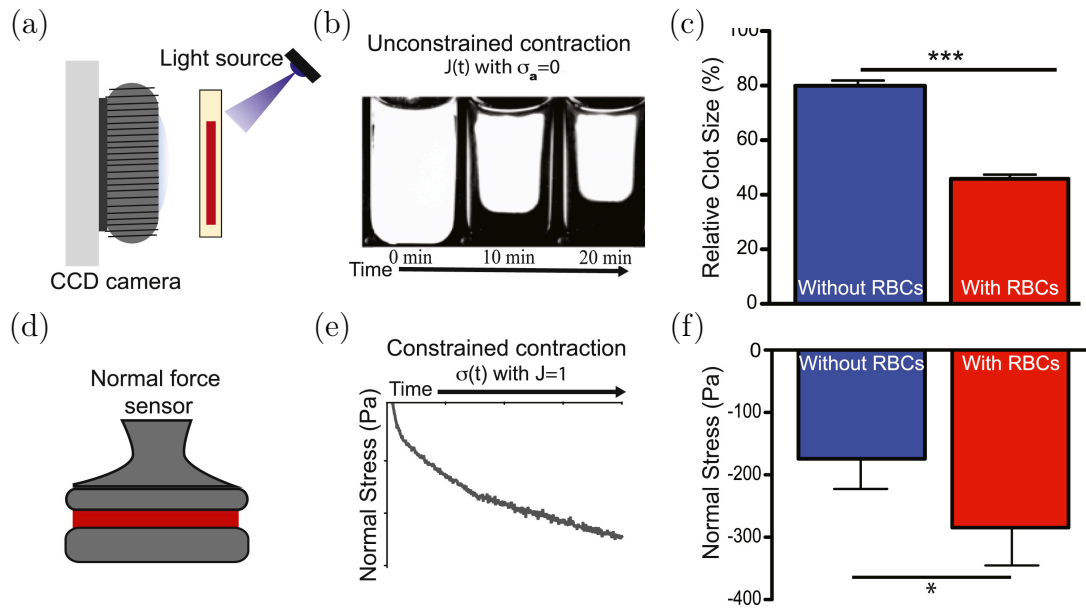 (a)
Light source
CCD camera
(b)
Unconstrained contraction
J(t) with σa=0
0 min 10 min 20 min
Time
(c)
Relative Clot Size (%)
100
80
60
40
20
0
***
Without RBCs
With RBCs
(d)
Normal force
sensor
(e)
Constrained contraction
σ(t) with J=1
Time
Normal Stress (Pa)
(f)
Normal Stress (Pa)
0
-100
-200
-300
-400
Without RBCs
With RBCs
*